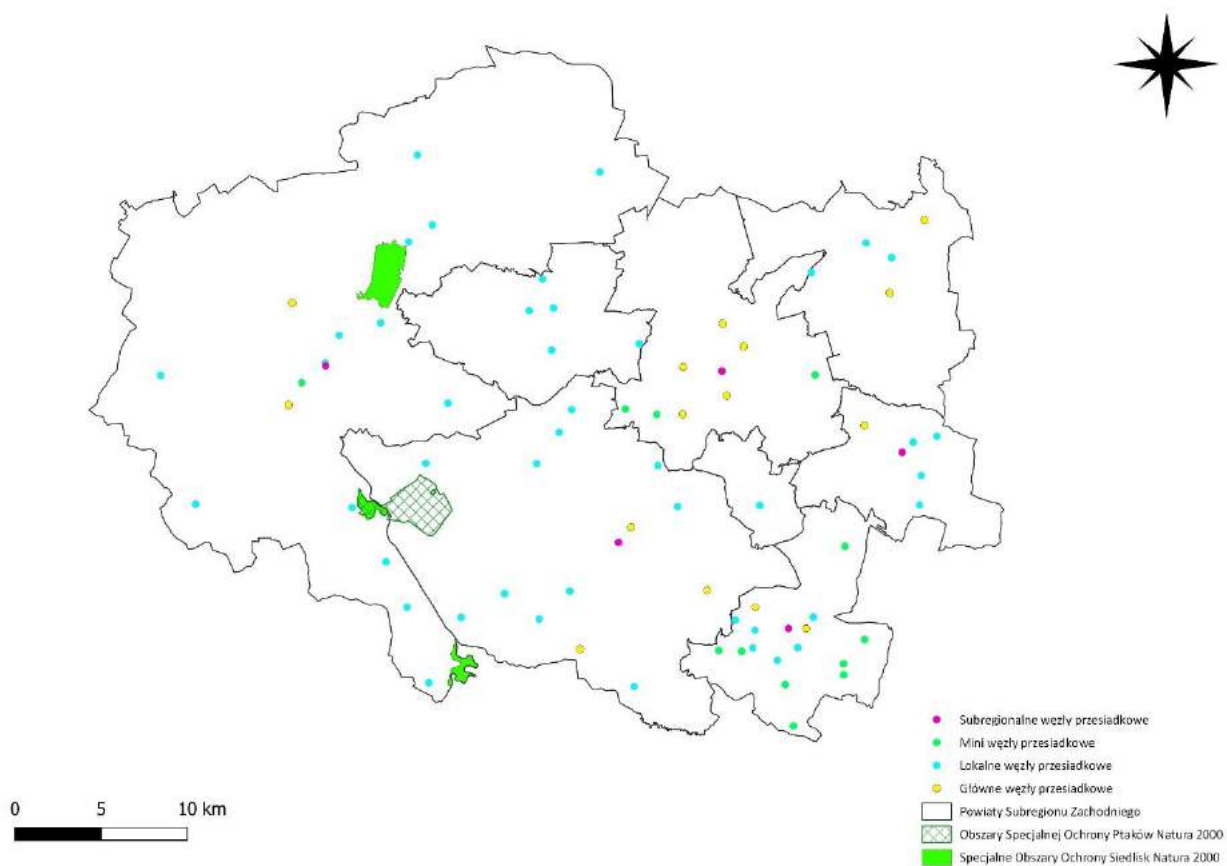 Subregionalne węzły przesiadkowe
Mini węzły przesiadkowe
Lokalne węzły przesiadkowe
Główne węzły przesiadkowe
Powiaty Subregionu Zachodniego
Obszary Specjalnej Ochrony Ptaków Natura 2000
Specjalne Obszary Ochrony Siedlisk Natura 2000
0 5 10 km